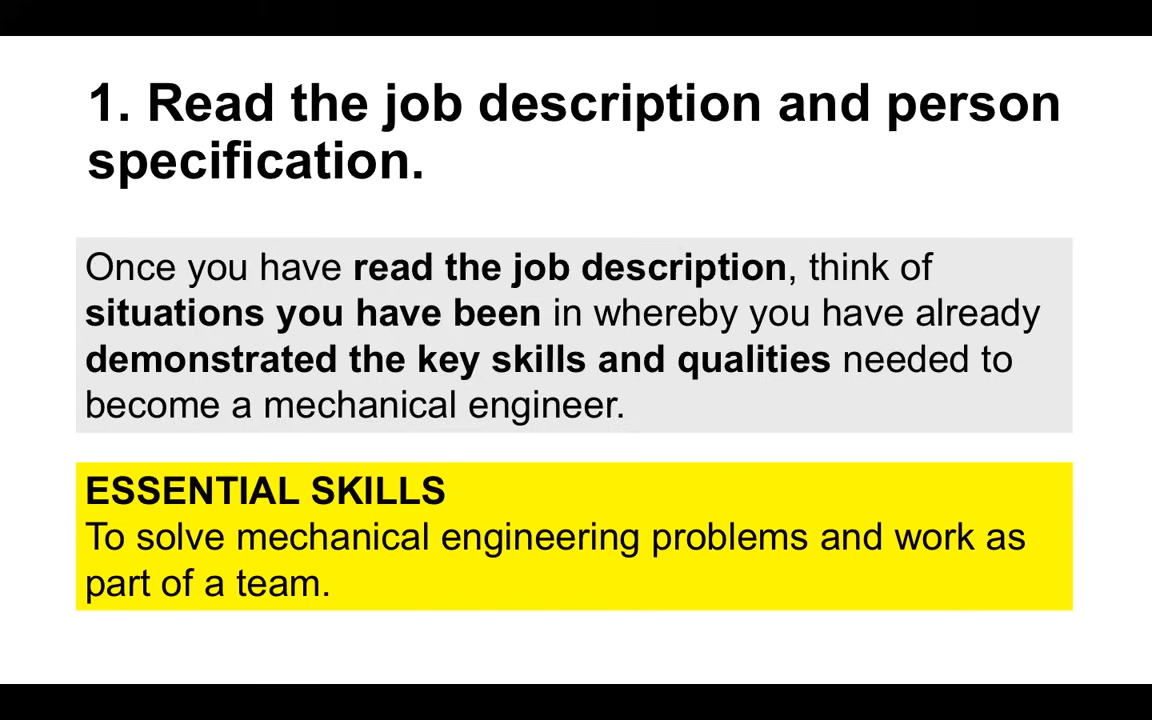 1. Read the job description and person
specification.
Once you have read the job description, think of
situations you have been in whereby you have already
demonstrated the key skills and qualities needed to
become a mechanical engineer.
ESSENTIAL SKILLS
To solve mechanical engineering problems and work as
part of a team.